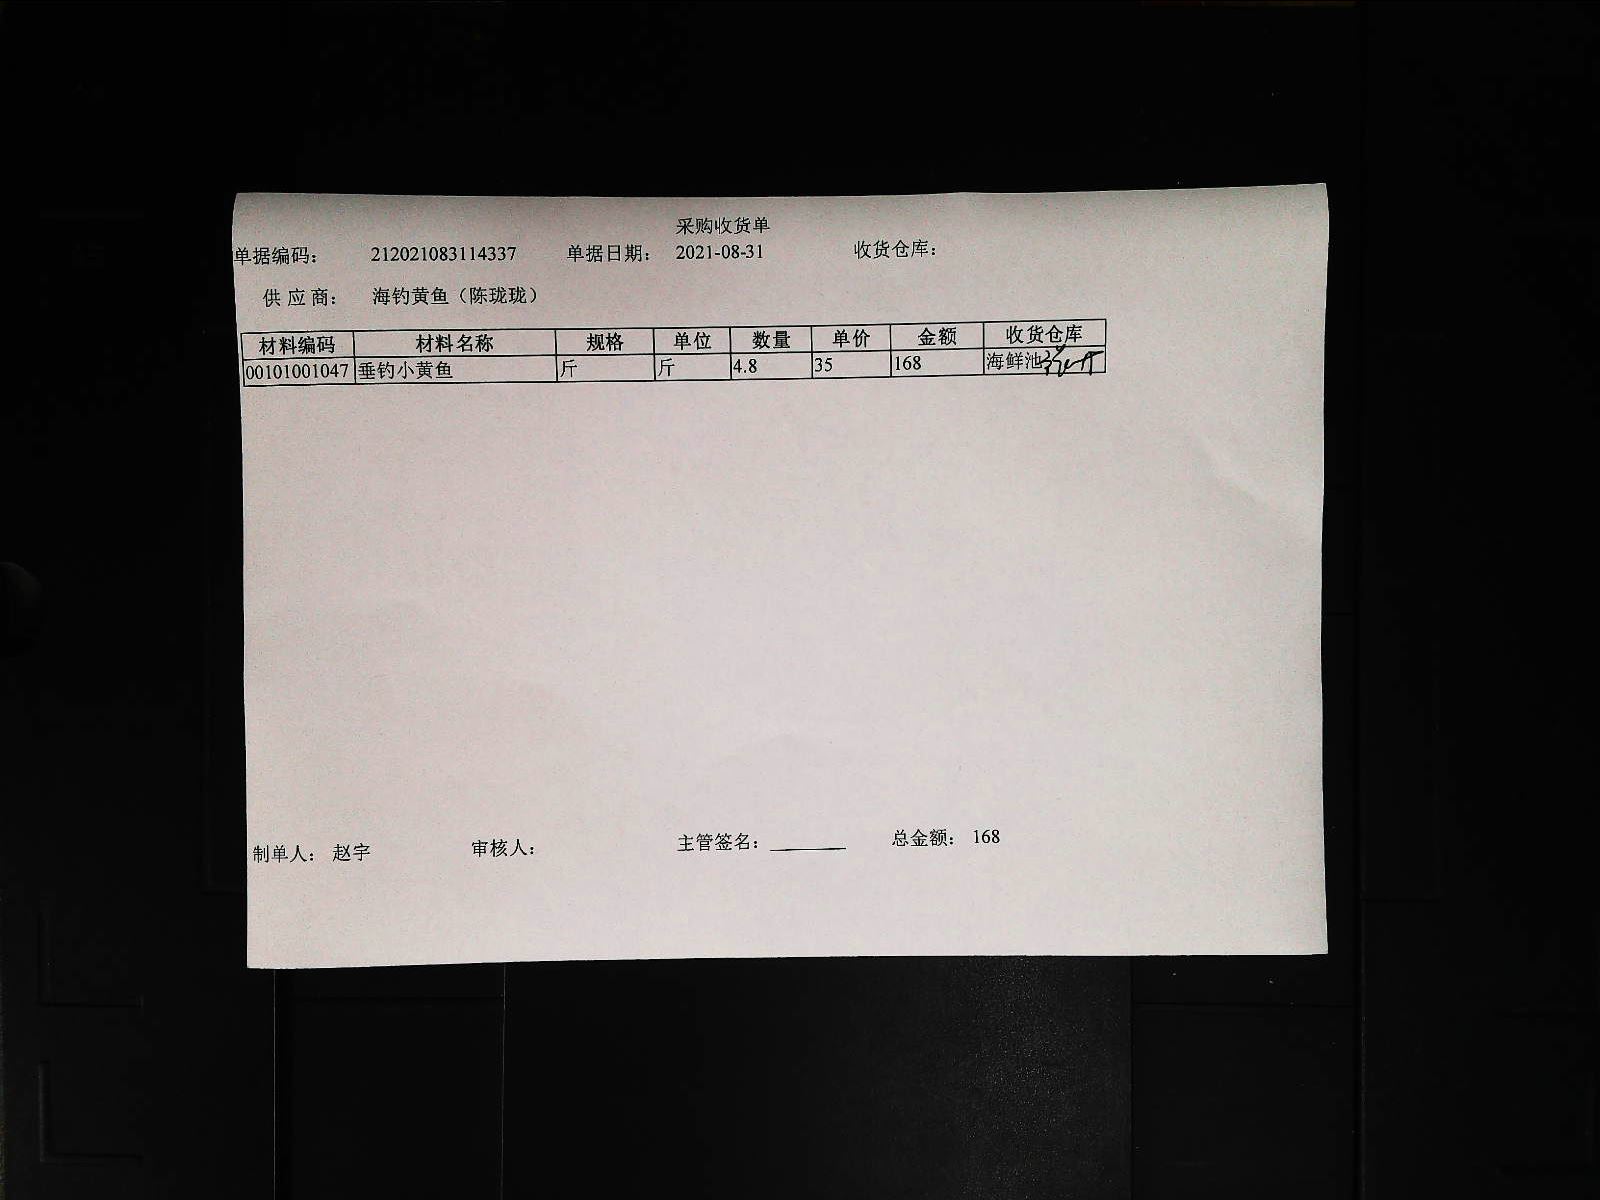 采购收货单
单据编码： 212021083114337 单据日期： 2021-08-31 收货仓库：
供应商： 海钓黄鱼（陈珑珑）
材料编码 材料名称 规格 单位 数量 单价 金额 收货仓库
00101001047 垂钓小黄鱼 斤 斤 4.8 35 168 海鲜池
制单人： 赵宇 审核人： 主管签名： 总金额： 168